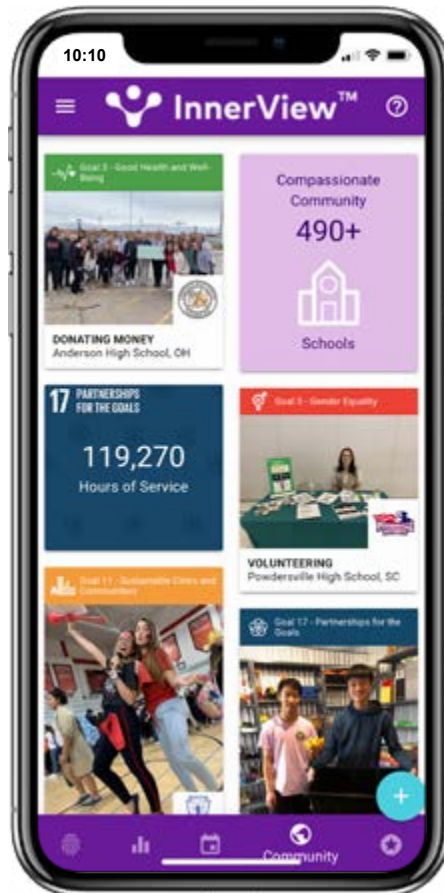 10:10
InnerView™
Goal 3 - Good Health and Well-
Being
DONATING MONEY
Anderson High School, OH
Compassionate
Community
490+
Schools
17 PARTNERSHIPS
FOR THE GOALS
119,270
Hours of Service
Goal 5 - Gender Equality
VOLUNTEERING
Powdersville High School, SC
Goal 11 - Sustainable Cities and
Communities
Goal 17 - Partnerships for the
Goals
+
Community